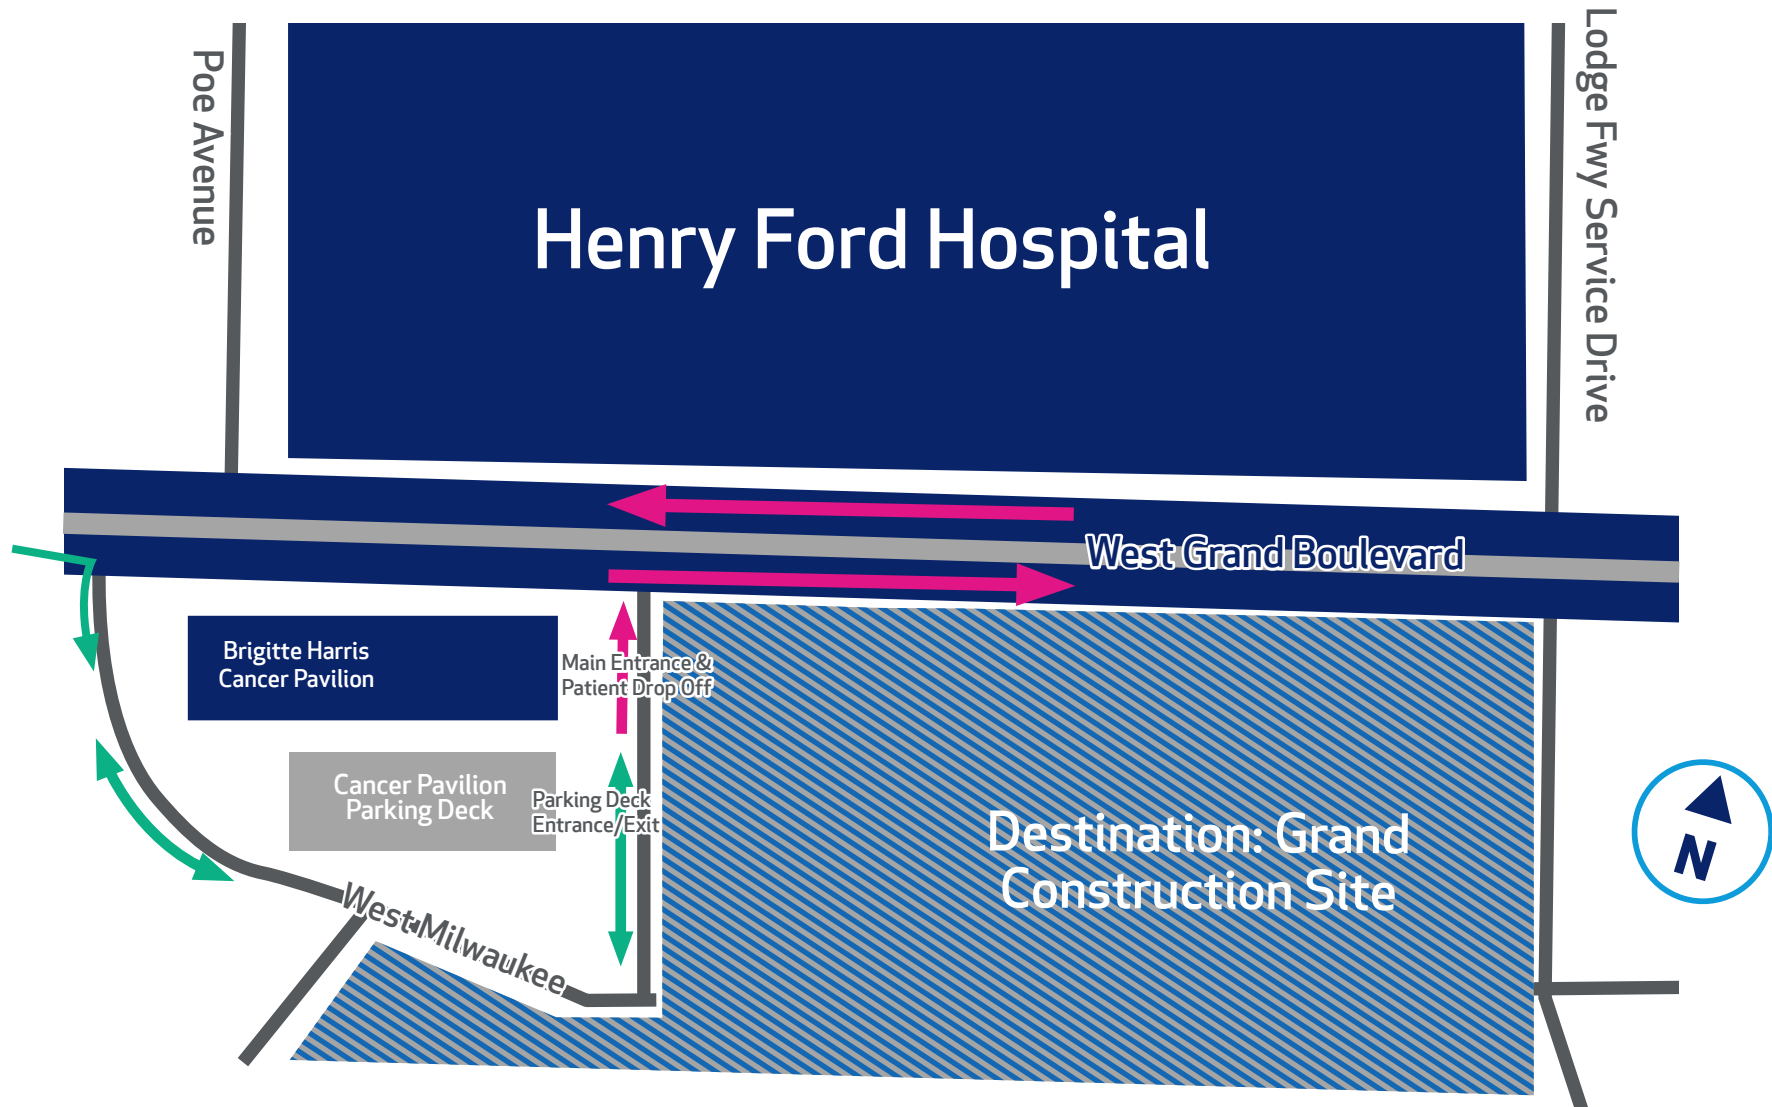 Poe Avenue
Henry Ford Hospital
Lodge Fwy Service Drive
West Grand Boulevard
Brigitte Harris
Cancer Pavilion
Main Entrance &
Patient Drop Off
Cancer Pavilion
Parking Deck
Parking Deck
Entrance/Exit
Destination: Grand
Construction Site
N
West Milwaukee